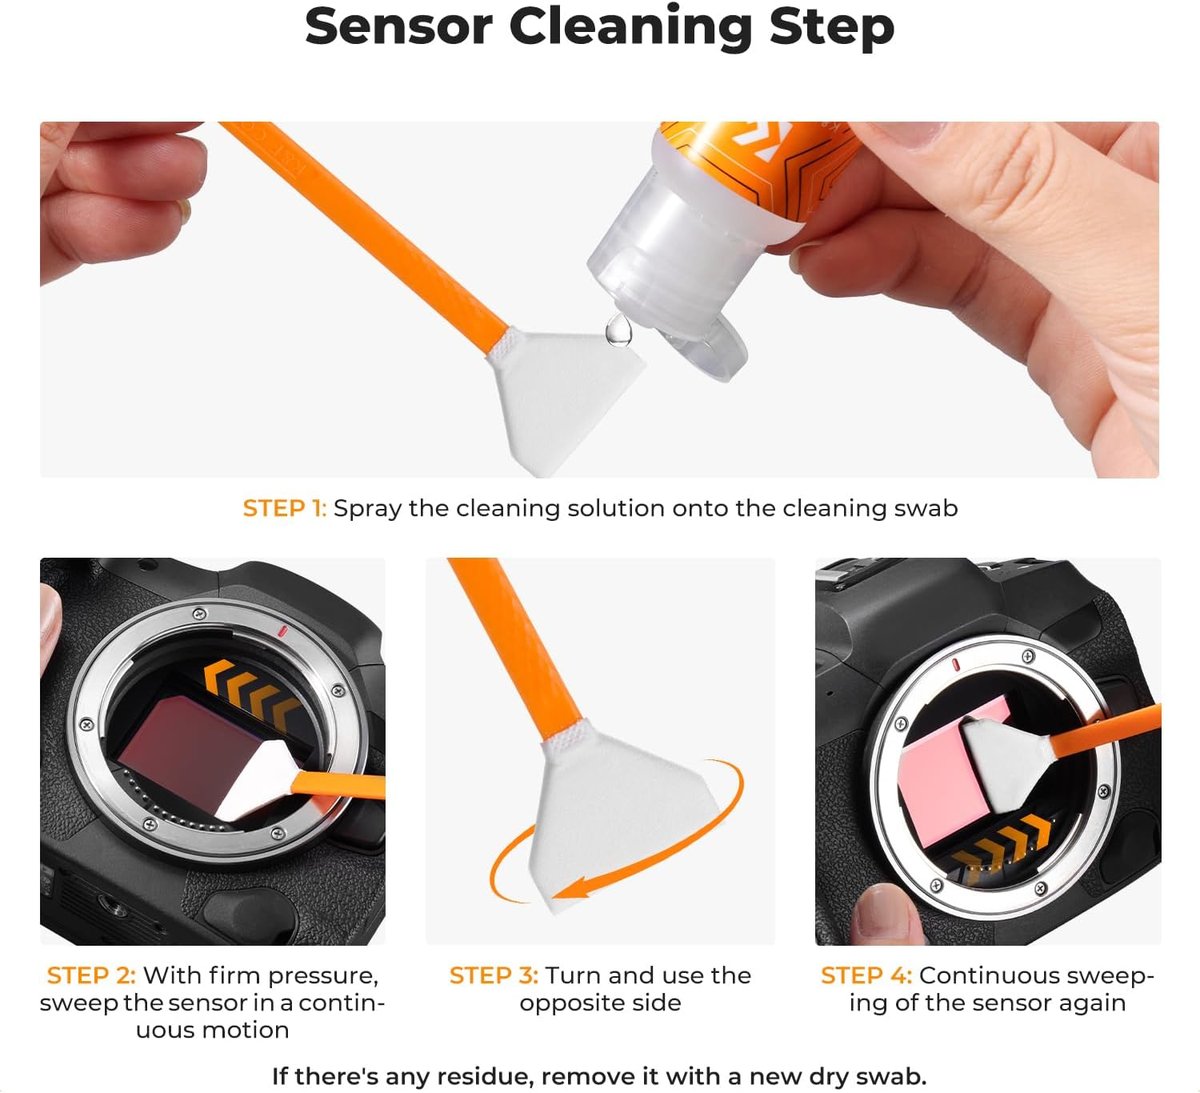 Sensor Cleaning Step
STEP 1: Spray the cleaning solution onto the cleaning swab
STEP 2: With firm pressure,
sweep the sensor in a contin-
uous motion
STEP 3: Turn and use the
opposite side
STEP 4: Continuous sweep-
ing of the sensor again
If there's any residue, remove it with a new dry swab.